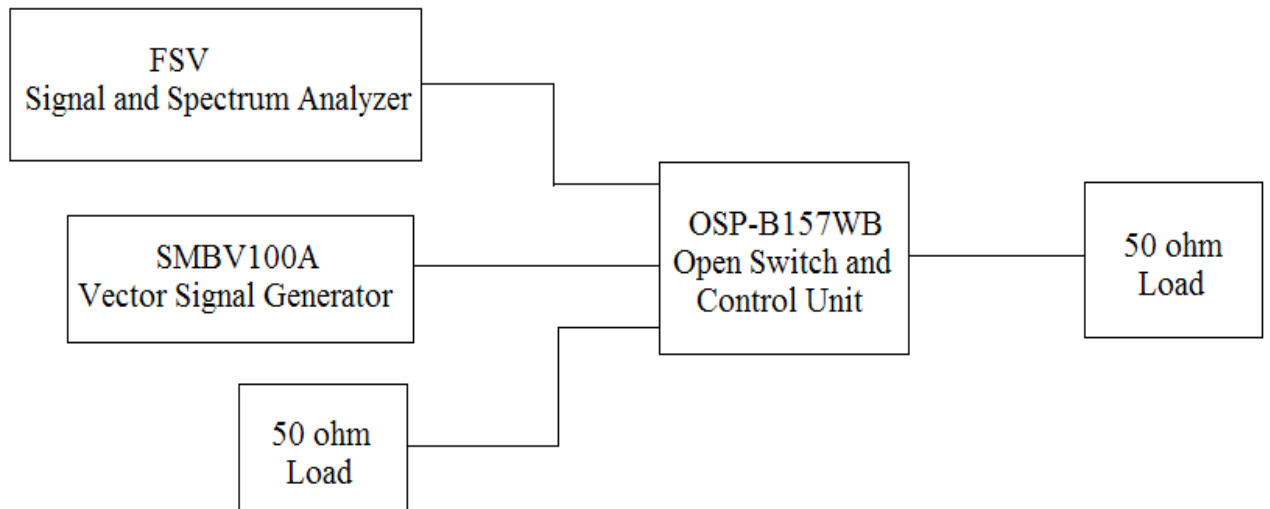 FSV
Signal and Spectrum Analyzer
SMBV100A
Vector Signal Generator
50 ohm
Load
OSP-B157WB
Open Switch and
Control Unit
50 ohm
Load